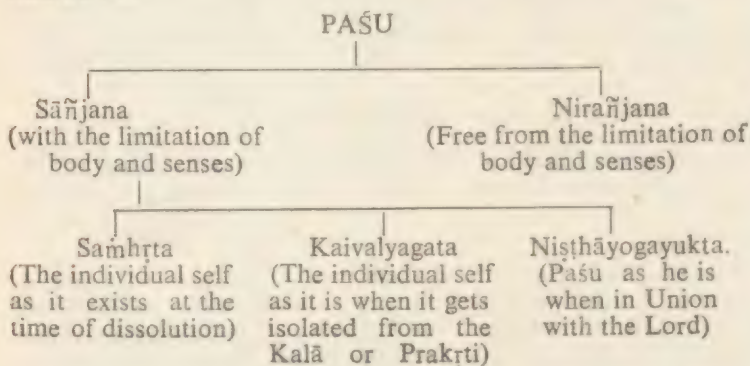 PAŚU
Sāñjana
(with the limitation of
body and senses)
Nirañjana
(Free from the limitation of
body and senses)
Saṁhṛta
(The individual self
as it exists at the
time of dissolution)
Kaivalyagata
(The individual self
as it is when it gets
isolated from the
Kalā or Prakṛti)
Niṣṭhāyogayukta.
(Paśu as he is
when in Union
with the Lord)